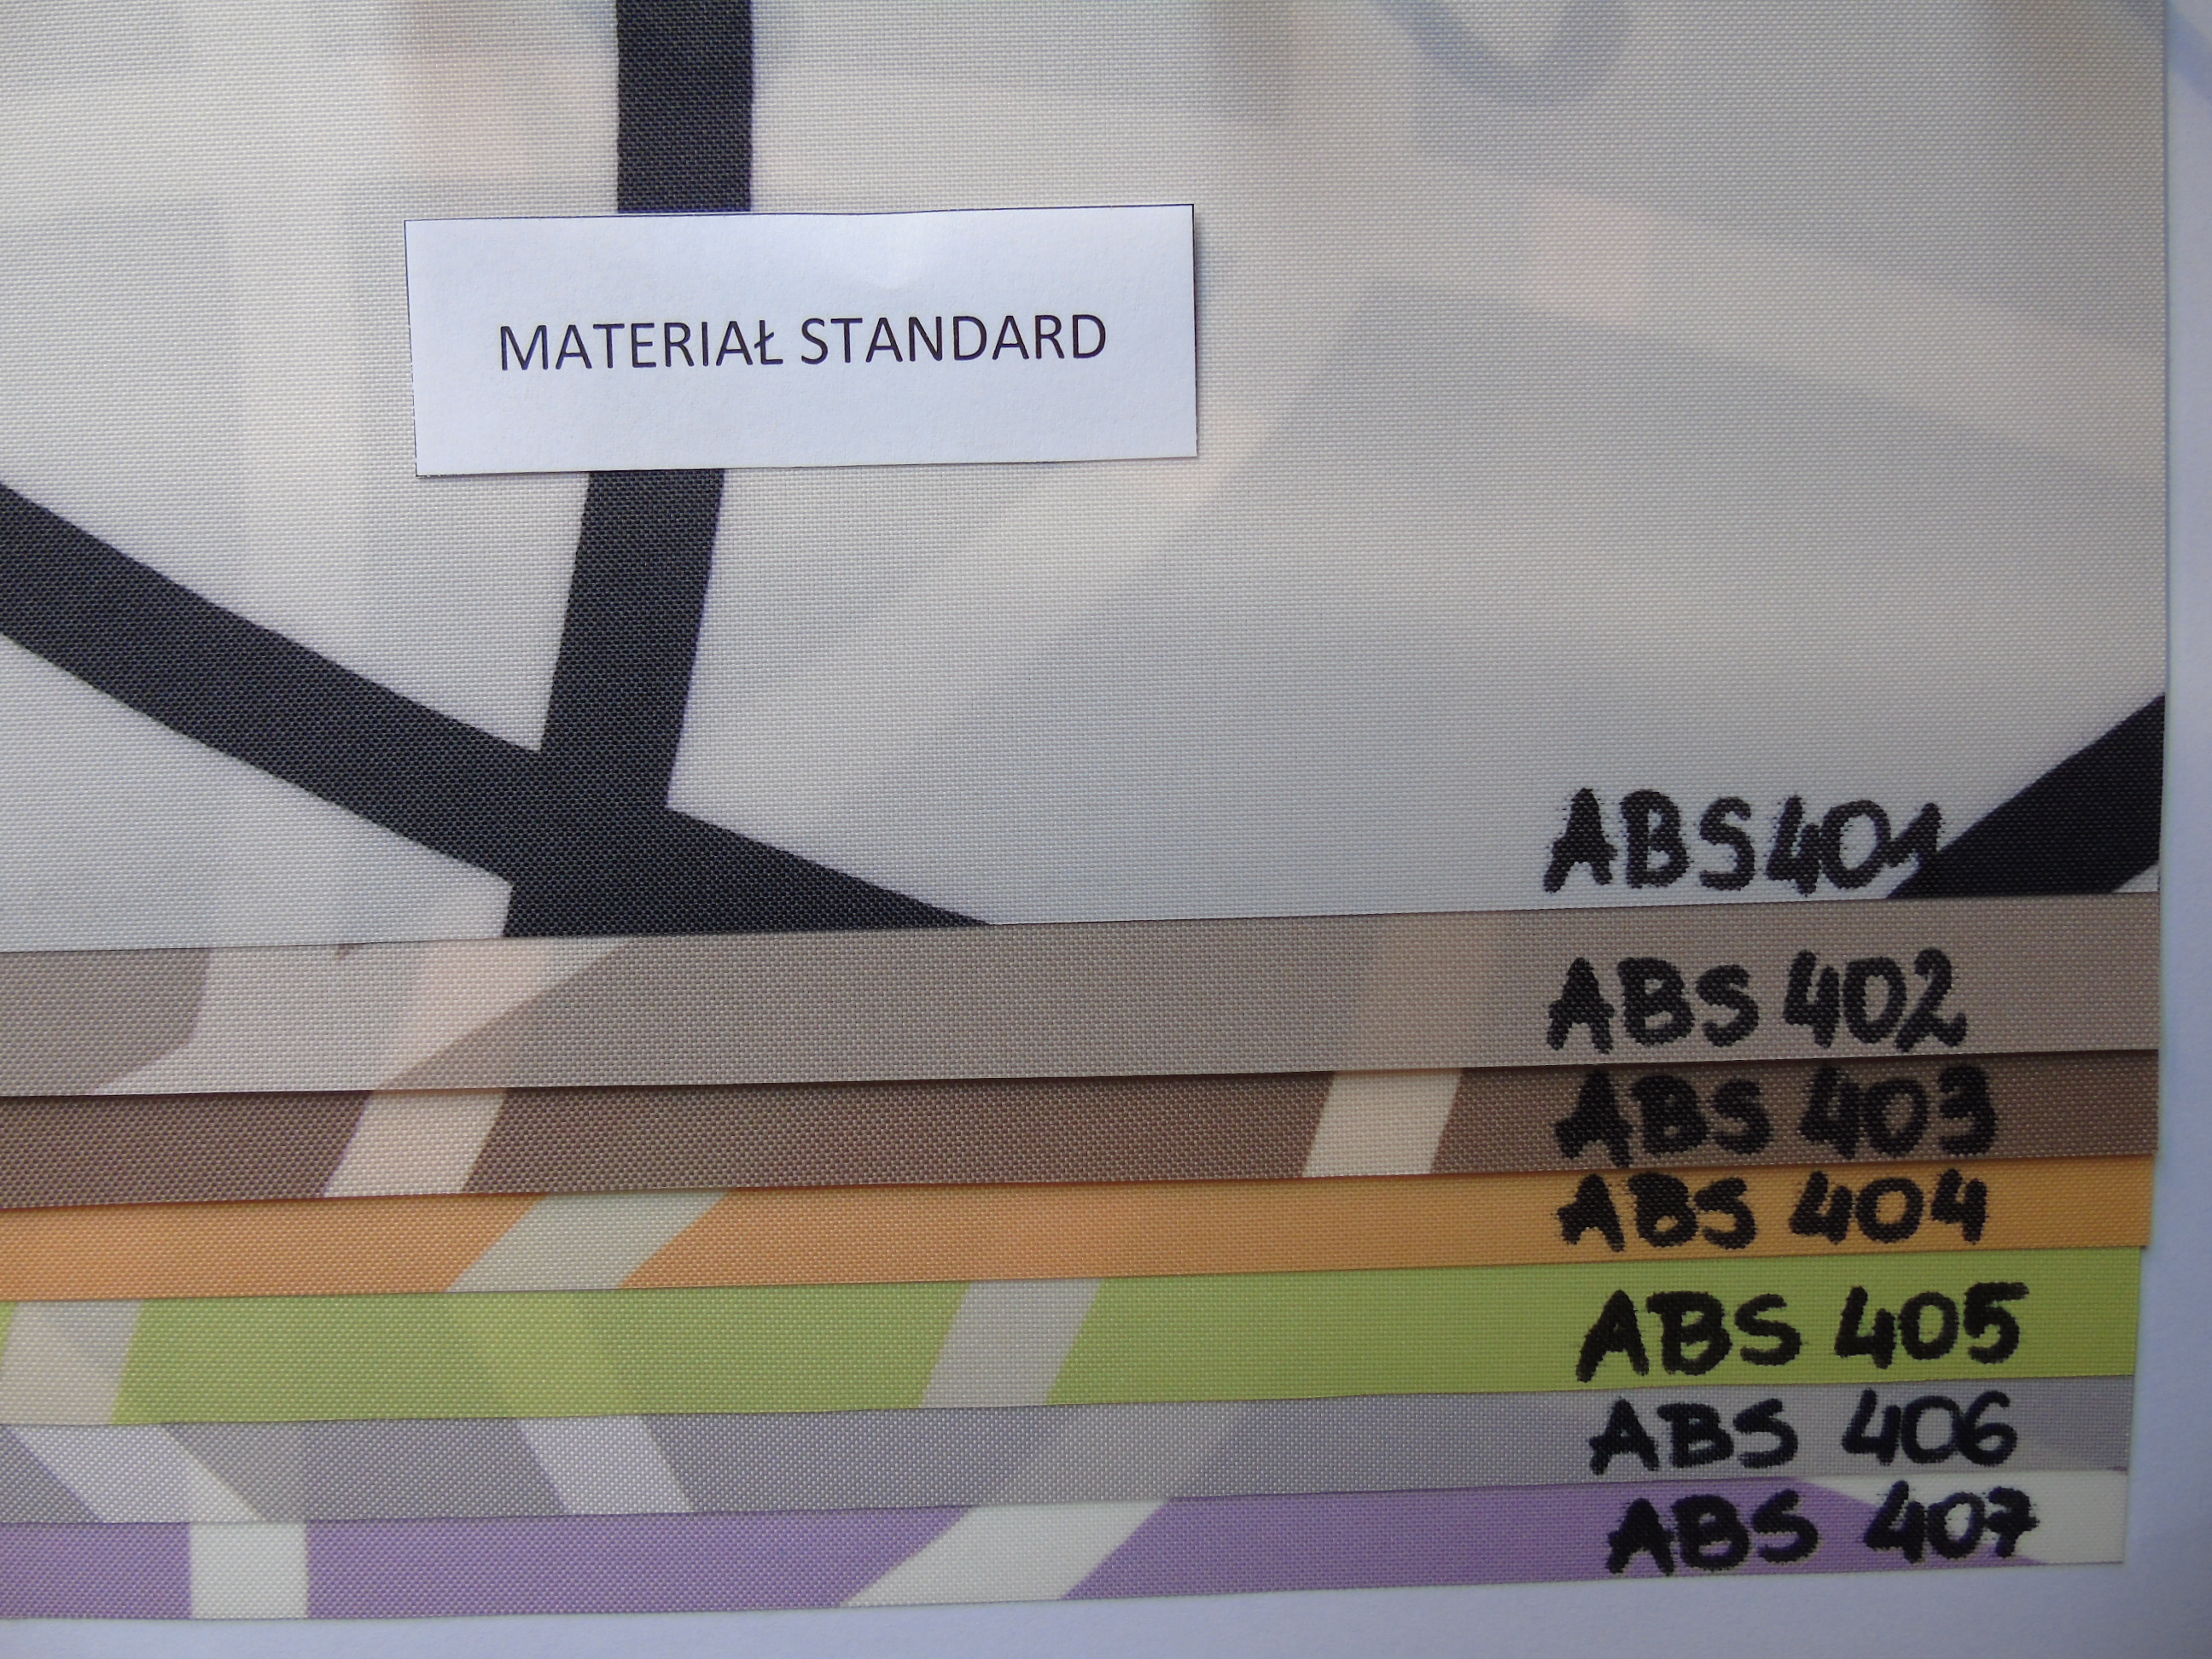 MATERIAŁ STANDARD
ABS401
ABS 402
ABS 403
ABS 404
ABS 405
ABS 406
ABS 407